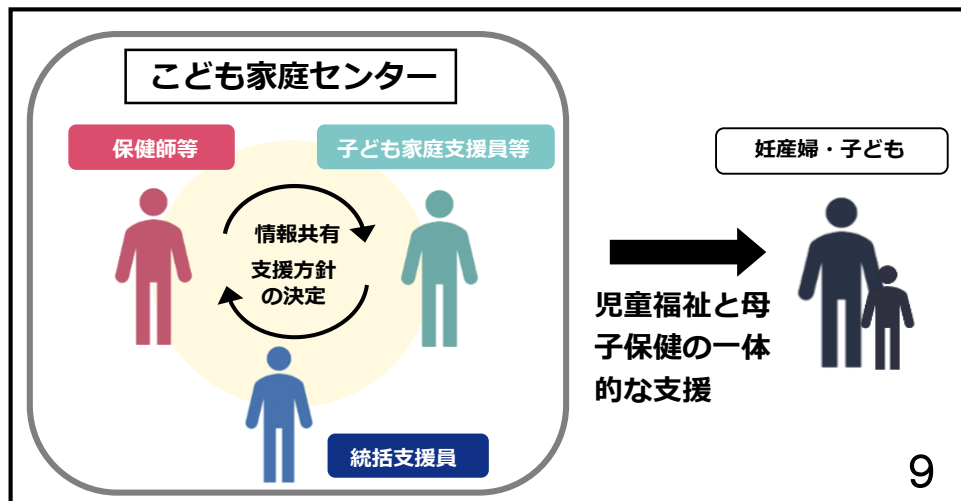 こども家庭センター
保健師等
子ども家庭支援員等
情報共有
支援方針
の決定
統括支援員
妊産婦・子ども
児童福祉と母
子保健の一体
的な支援
9